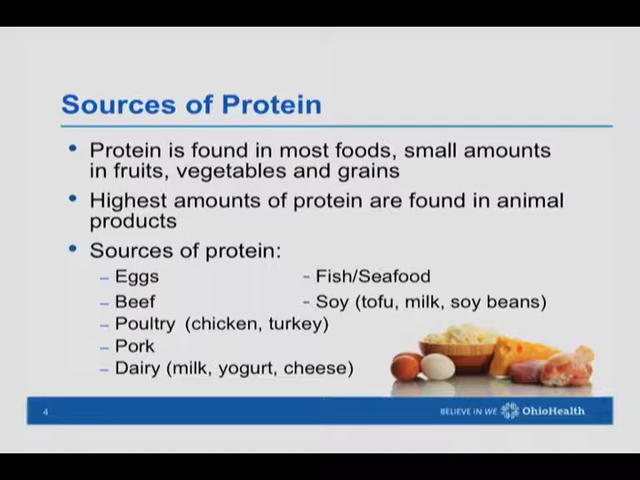 Sources of Protein
• Protein is found in most foods, small amounts
in fruits, vegetables and grains
• Highest amounts of protein are found in animal
products
• Sources of protein:
– Eggs
– Beef
– Poultry (chicken, turkey)
– Pork
– Dairy (milk, yogurt, cheese)
- Fish/Seafood
- Soy (tofu, milk, soy beans)
4
BELIEVE IN WE OhioHealth